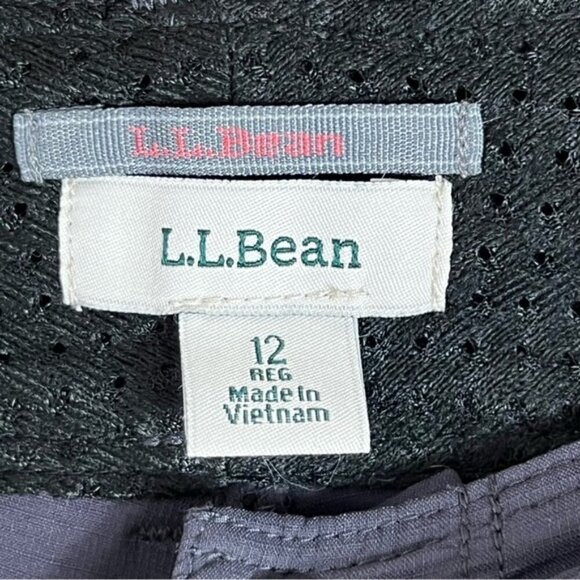 L.L.Bean
L.L.Bean
12
REG
Made in
Vietnam